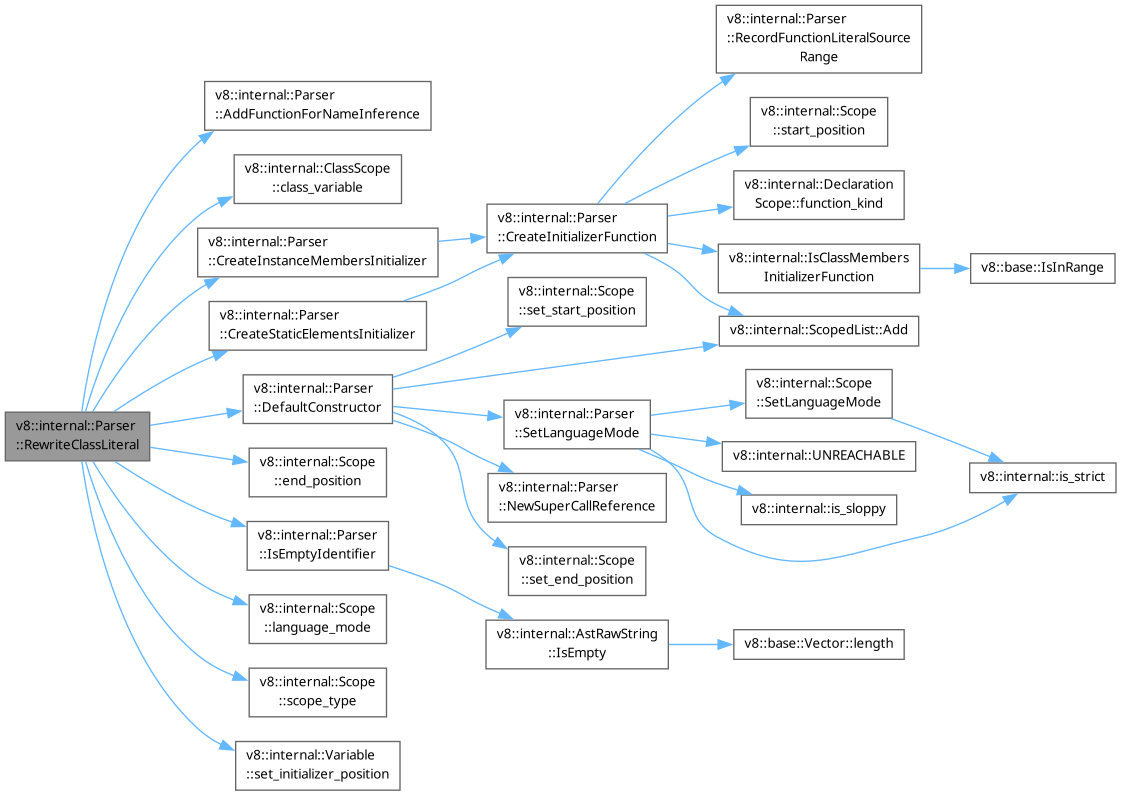 v8::internal::Parser
::RewriteClassLiteral
v8::internal::Parser
::AddFunctionForNameInference
v8::internal::ClassScope
::class_variable
v8::internal::Parser
::CreateInstanceMembersInitializer
v8::internal::Parser
::CreateStaticElementsInitializer
v8::internal::Parser
::DefaultConstructor
v8::internal::Scope
::end_position
v8::internal::Parser
::IsEmptyIdentifier
v8::internal::Scope
::language_mode
v8::internal::Scope
::scope_type
v8::internal::Variable
::set_initializer_position
v8::internal::Parser
::CreateInitializerFunction
v8::internal::Scope
::set_start_position
v8::internal::Parser
::SetLanguageMode
v8::internal::Parser
::NewSuperCallReference
v8::internal::Scope
::set_end_position
v8::internal::AstRawString
::IsEmpty
v8::internal::Parser
::RecordFunctionLiteralSource
Range
v8::internal::Scope
::start_position
v8::internal::Declaration
Scope::function_kind
v8::internal::IsClassMembers
InitializerFunction
v8::internal::ScopedList::Add
v8::internal::Scope
::SetLanguageMode
v8::internal::UNREACHABLE
v8::internal::is_sloppy
v8::base::Vector::length
v8::base::IsInRange
v8::internal::is_strict